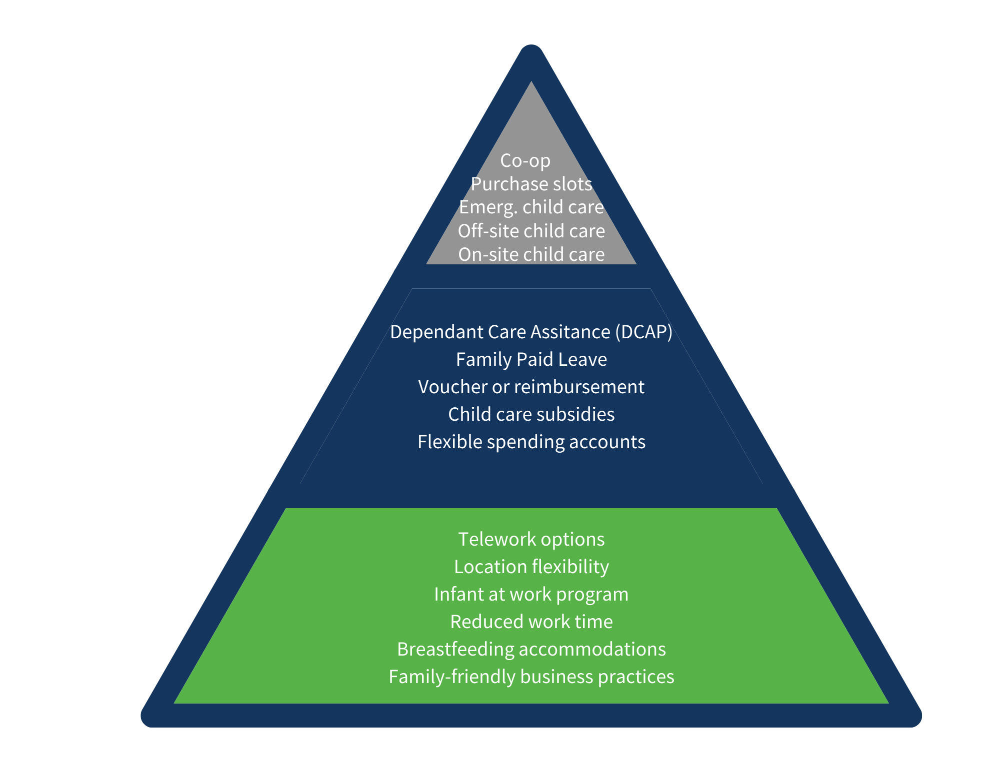 Co-op
Purchase slots
Emerg. child care
Off-site child care
On-site child care
Dependant Care Assitance (DCAP)
Family Paid Leave
Voucher or reimbursement
Child care subsidies
Flexible spending accounts
Telework options
Location flexibility
Infant at work program
Reduced work time
Breastfeeding accommodations
Family-friendly business practices